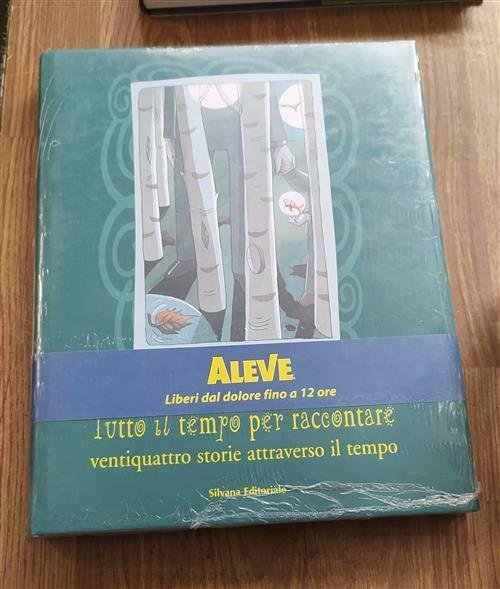 ALEVE
Liberi dal dolore fino a 12 ore
Tutto il tempo per raccontare
ventiquattro storie attraverso il tempo
Silvana Editoriale